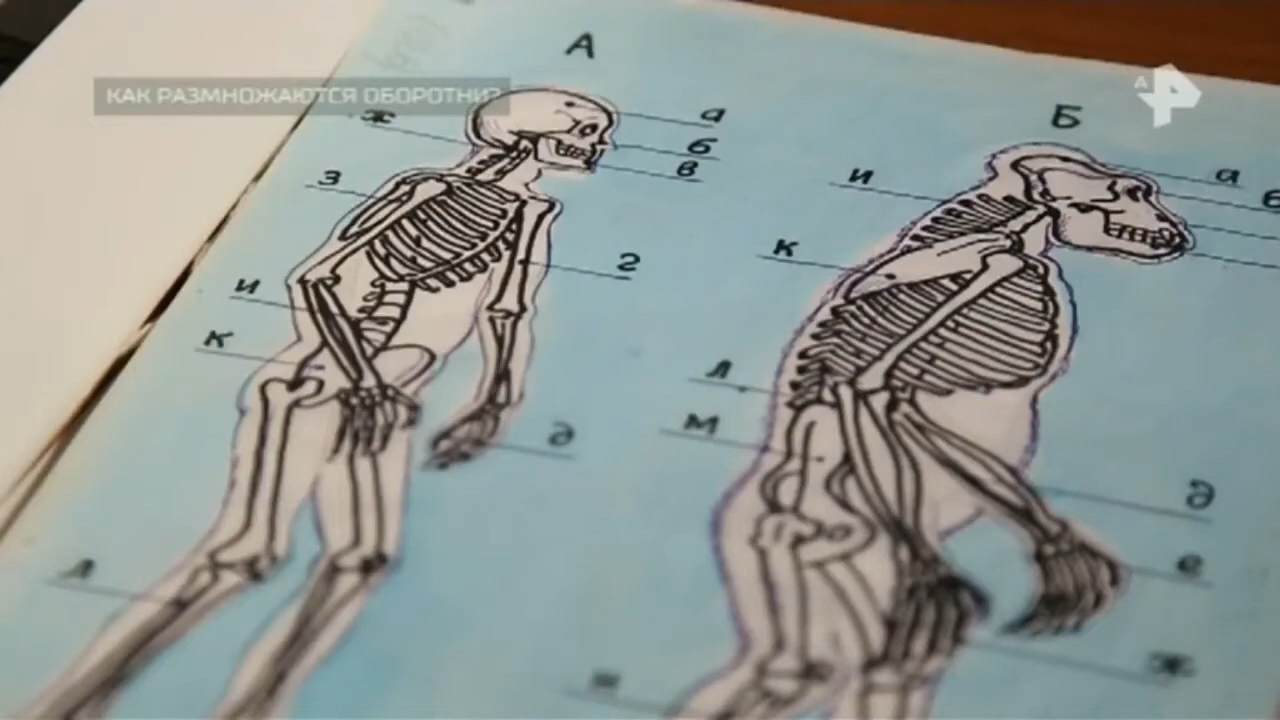 А
КАК РАЗМНОЖАЮТСЯ ОБОРОТНИ?
Б
ж
з
и
к
л
а
б
в
г
д
и
к
л
м
а
д
е
ж